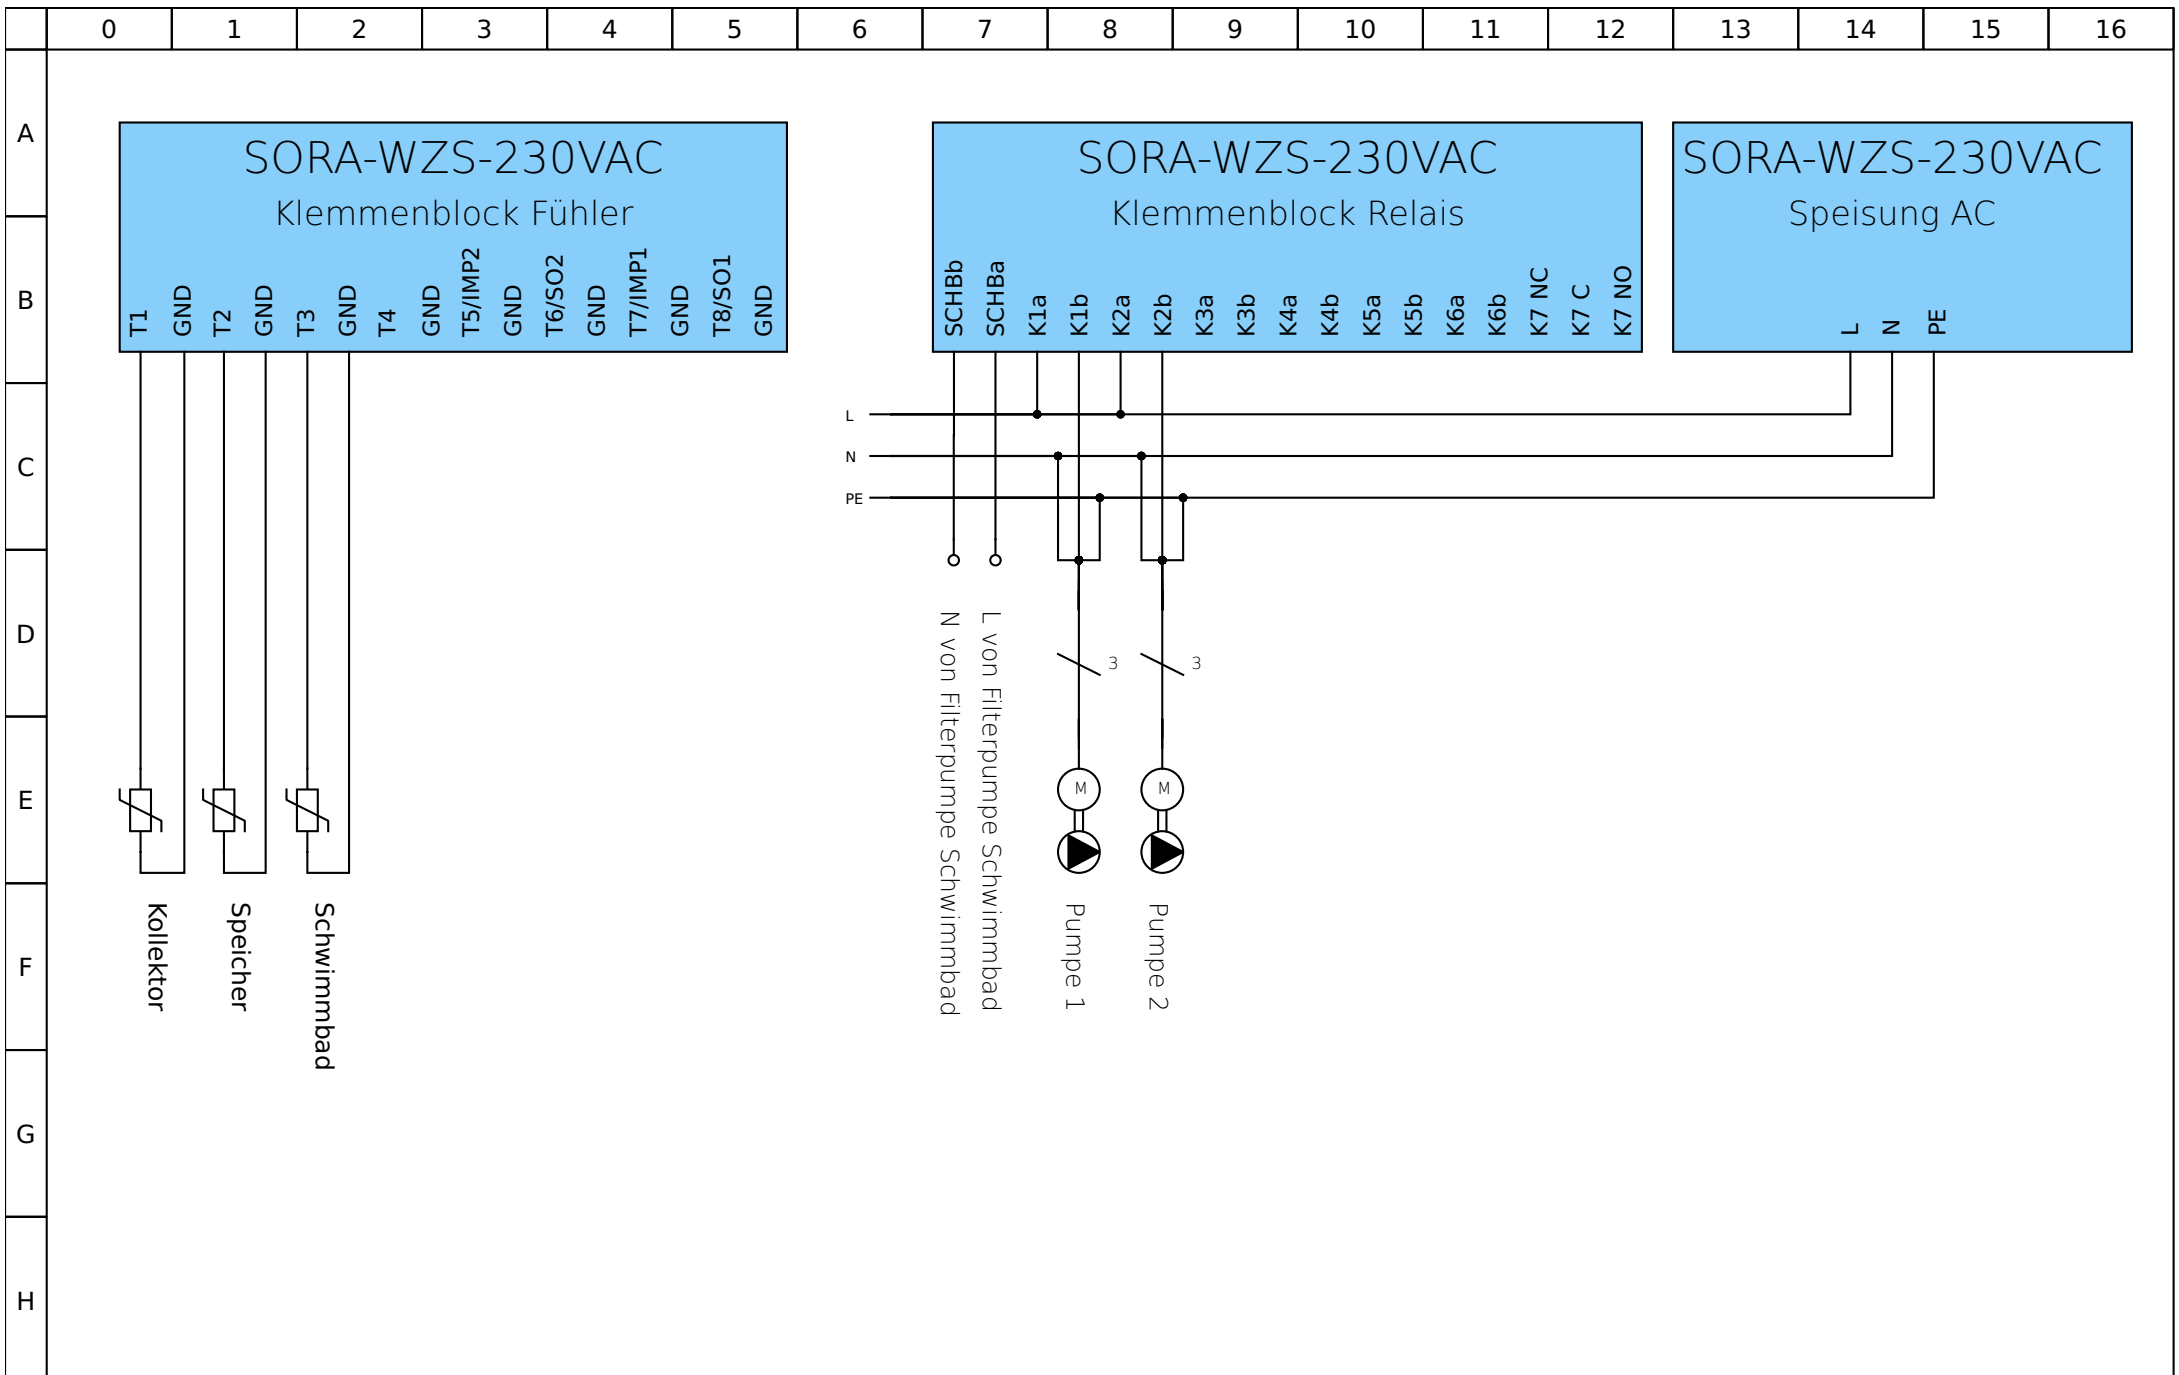 0 1 2 3 4 5 6 7 8 9 10 11 12 13 14 15 16
A
B
C
D
E
F
G
H
SORA-WZS-230VAC
Klemmenblock Fühler
T1 GND T2 GND T3 GND T4 GND T5/IMP2 GND T6/SO2 GND T7/IMP1 GND T8/SO1 GND
SORA-WZS-230VAC
Klemmenblock Relais
SCHBb SCHBa K1a K1b K2a K2b K3a K3b K4a K4b K5a K5b K6a K6b K7 NC K7 C K7 NO
SORA-WZS-230VAC
Speisung AC
L N PE
L
N
PE
3
3
M
M
Kollektor
Speicher
Schwimmbad
N von Filterpumpe Schwimmbad
L von Filterpumpe Schwimmbad
Pumpe 1
Pumpe 2